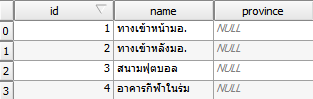 id name province
0 1 ทางเข้าหน้ามอ. NULL
1 2 ทางเข้าหลังมอ. NULL
2 3 สนามฟุตบอล NULL
3 4 อาคารกีฬาในร่ม NULL